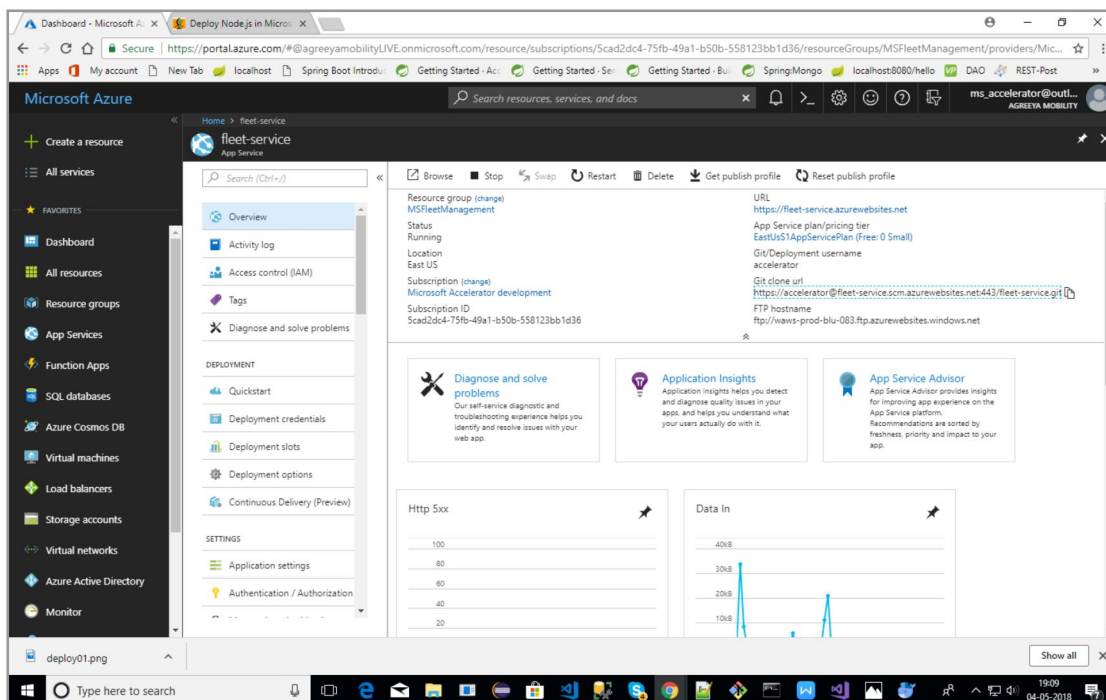 Dashboard - Microsoft A
Deploy Node.js in Micros
Secure
https://portal.azure.com/#@agreeyamobilityLIVE.onmicrosoft.com/resource/subscriptions/5cad2dc4-75fb-49a1-b50b-558123bb1d36/resourceGroups/MSFleetManagement/providers/Mic...
Apps
My account
New Tab
localhost
Spring Boot Introdu
Getting Started · Acc
Getting Started · Ser
Getting Started · Buil
Spring:Mongo
localhost:8080/hello
DAO
REST-Post
Microsoft Azure
Search resources, services, and docs
ms_accelerator@outl...
AGREEYA MOBILITY
Home > fleet-service
fleet-service
App Service
Create a resource
All services
FAVORITES
Dashboard
All resources
Resource groups
App Services
Function Apps
SQL databases
Azure Cosmos DB
Virtual machines
Load balancers
Storage accounts
Virtual networks
Azure Active Directory
Monitor
Search (Ctrl+/)
Overview
Activity log
Access control (IAM)
Tags
Diagnose and solve problems
DEPLOYMENT
Quickstart
Deployment credentials
Deployment slots
Deployment options
Continuous Delivery (Preview)
SETTINGS
Application settings
Authentication / Authorization
Browse
Stop
Swap
Restart
Delete
Get publish profile
Reset publish profile
Resource group (change)
MSFleetManagement
Status
Running
Location
East US
Subscription (change)
Microsoft Accelerator development
Subscription ID
5cad2dc4-75fb-49a1-b50b-558123bb1d36
URL
https://fleet-service.azurewebsites.net
App Service plan/pricing tier
EastUsS1AppServicePlan (Free: 0 Small)
Git/Deployment username
accelerator
Git clone url
https://accelerator@fleet-service.scm.azurewebsites.net:443/fleet-service.git
FTP hostname
ftp://waws-prod-blu-083.ftp.azurewebsites.windows.net
Diagnose and solve
problems
Our self-service diagnostic and
troubleshooting experience helps you
identify and resolve issues with your
web app.
Application Insights
Application Insights helps you detect
and diagnose quality issues in your
apps, and helps you understand what
your users actually do with it.
App Service Advisor
App Service Advisor provides insights
for improving app experience on the
App Service platform.
Recommendations are sorted by
freshness, priority and impact to your
app.
Http 5xx
100
80
60
40
20
Data In
40kB
30kB
20kB
10kB
deploy01.png
Show all
Type here to search
19:09
04-05-2018